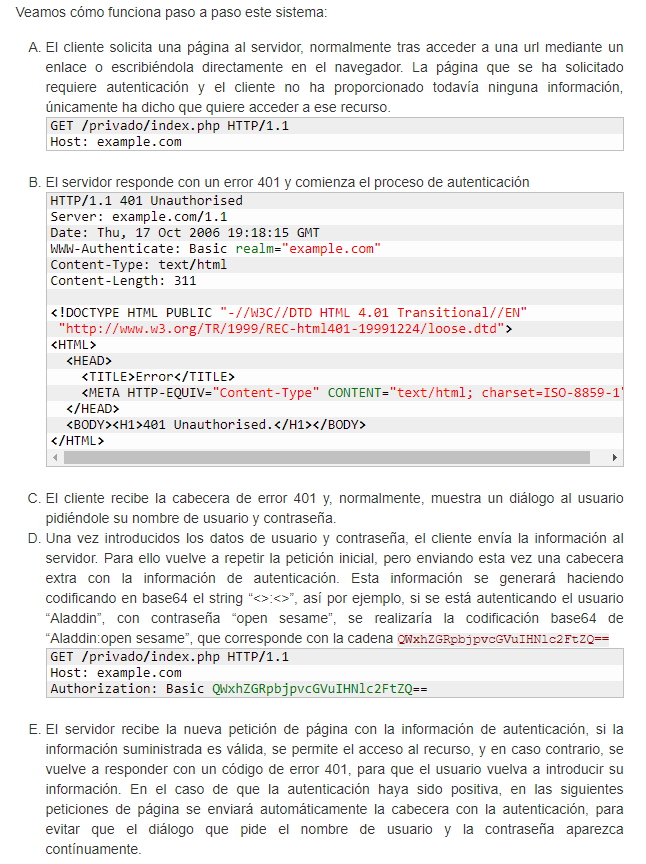 Veamos cómo funciona paso a paso este sistema:
A. El cliente solicita una página al servidor, normalmente tras acceder a una url mediante un
enlace o escribiéndola directamente en el navegador. La página que se ha solicitado
requiere autenticación y el cliente no ha proporcionado todavía ninguna información,
únicamente ha dicho que quiere acceder a ese recurso.
GET /privado/index.php HTTP/1.1
Host: example.com
B. El servidor responde con un error 401 y comienza el proceso de autenticación
HTTP/1.1 401 Unauthorised
Server: example.com/1.1
Date: Thu, 17 Oct 2006 19:18:15 GMT
WWW-Authenticate: Basic realm="example.com"
Content-Type: text/html
Content-Length: 311
<!DOCTYPE HTML PUBLIC "-//W3C//DTD HTML 4.01 Transitional//EN"
"http://www.w3.org/TR/1999/REC-html401-19991224/loose.dtd">
<HTML>
<HEAD>
<TITLE>Error</TITLE>
<META HTTP-EQUIV="Content-Type" CONTENT="text/html; charset=ISO-8859-1"
</HEAD>
<BODY><H1>401 Unauthorised.</H1></BODY>
</HTML>
C. El cliente recibe la cabecera de error 401 y, normalmente, muestra un diálogo al usuario
pidiéndole su nombre de usuario y contraseña.
D. Una vez introducidos los datos de usuario y contraseña, el cliente envía la información al
servidor. Para ello vuelve a repetir la petición inicial, pero enviando esta vez una cabecera
extra con la información de autenticación. Esta información se generará haciendo
codificando en base64 el string “<>:<>”, así por ejemplo, si se está autenticando el usuario
“Aladdin”, con contraseña “open sesame”, se realizaría la codificación base64 de
“Aladdin:open sesame”, que corresponde con la cadena QWxhZGRpbjpvcGVuIHNlc2FtZQ==
GET /privado/index.php HTTP/1.1
Host: example.com
Authorization: Basic QWxhZGRpbjpvcGVuIHNlc2FtZQ==
E. El servidor recibe la nueva petición de página con la información de autenticación, si la
información suministrada es válida, se permite el acceso al recurso, y en caso contrario, se
vuelve a responder con un código de error 401, para que el usuario vuelva a introducir su
información. En el caso de que la autenticación haya sido positiva, en las siguientes
peticiones de página se enviará automáticamente la cabecera con la autenticación, para
evitar que el diálogo que pide el nombre de usuario y la contraseña aparezca
contínuamente.